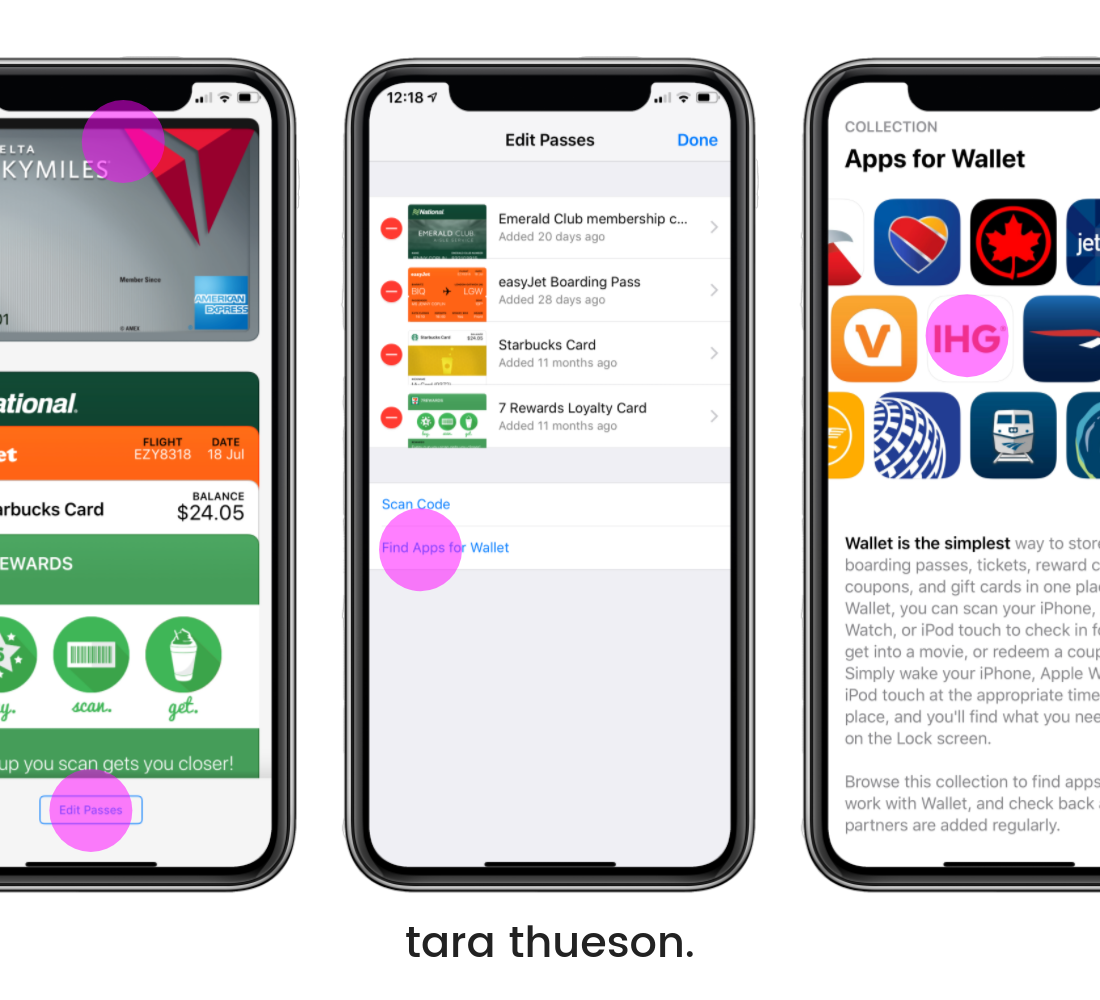 ELTA
KYMILES
Member Since
01
© AMEX
AMERICAN
EXPRESS
ational.
et
FLIGHT
EZY8318
DATE
18 Jul
arbucks Card
BALANCE
$24.05
EWARDS
y.
scan.
get.
up you scan gets you closer!
Edit Passes
12:18
Edit Passes
Done
National
EMERALD CLUB
Emerald Club membership c...
Added 20 days ago
easyJet
BIQ
LGW
easyJet Boarding Pass
Added 28 days ago
Starbucks Card
$24.05
Starbucks Card
Added 11 months ago
7REWARDS
buy.
scan.
get.
7 Rewards Loyalty Card
Added 11 months ago
Scan Code
Find Apps for Wallet
COLLECTION
Apps for Wallet
jet
V
IHG
Wallet is the simplest way to store
boarding passes, tickets, reward c
coupons, and gift cards in one pla
Wallet, you can scan your iPhone,
Watch, or iPod touch to check in f
get into a movie, or redeem a coup
Simply wake your iPhone, Apple W
iPod touch at the appropriate time
place, and you'll find what you nee
on the Lock screen.
Browse this collection to find apps
work with Wallet, and check back a
partners are added regularly.
tara thueson.